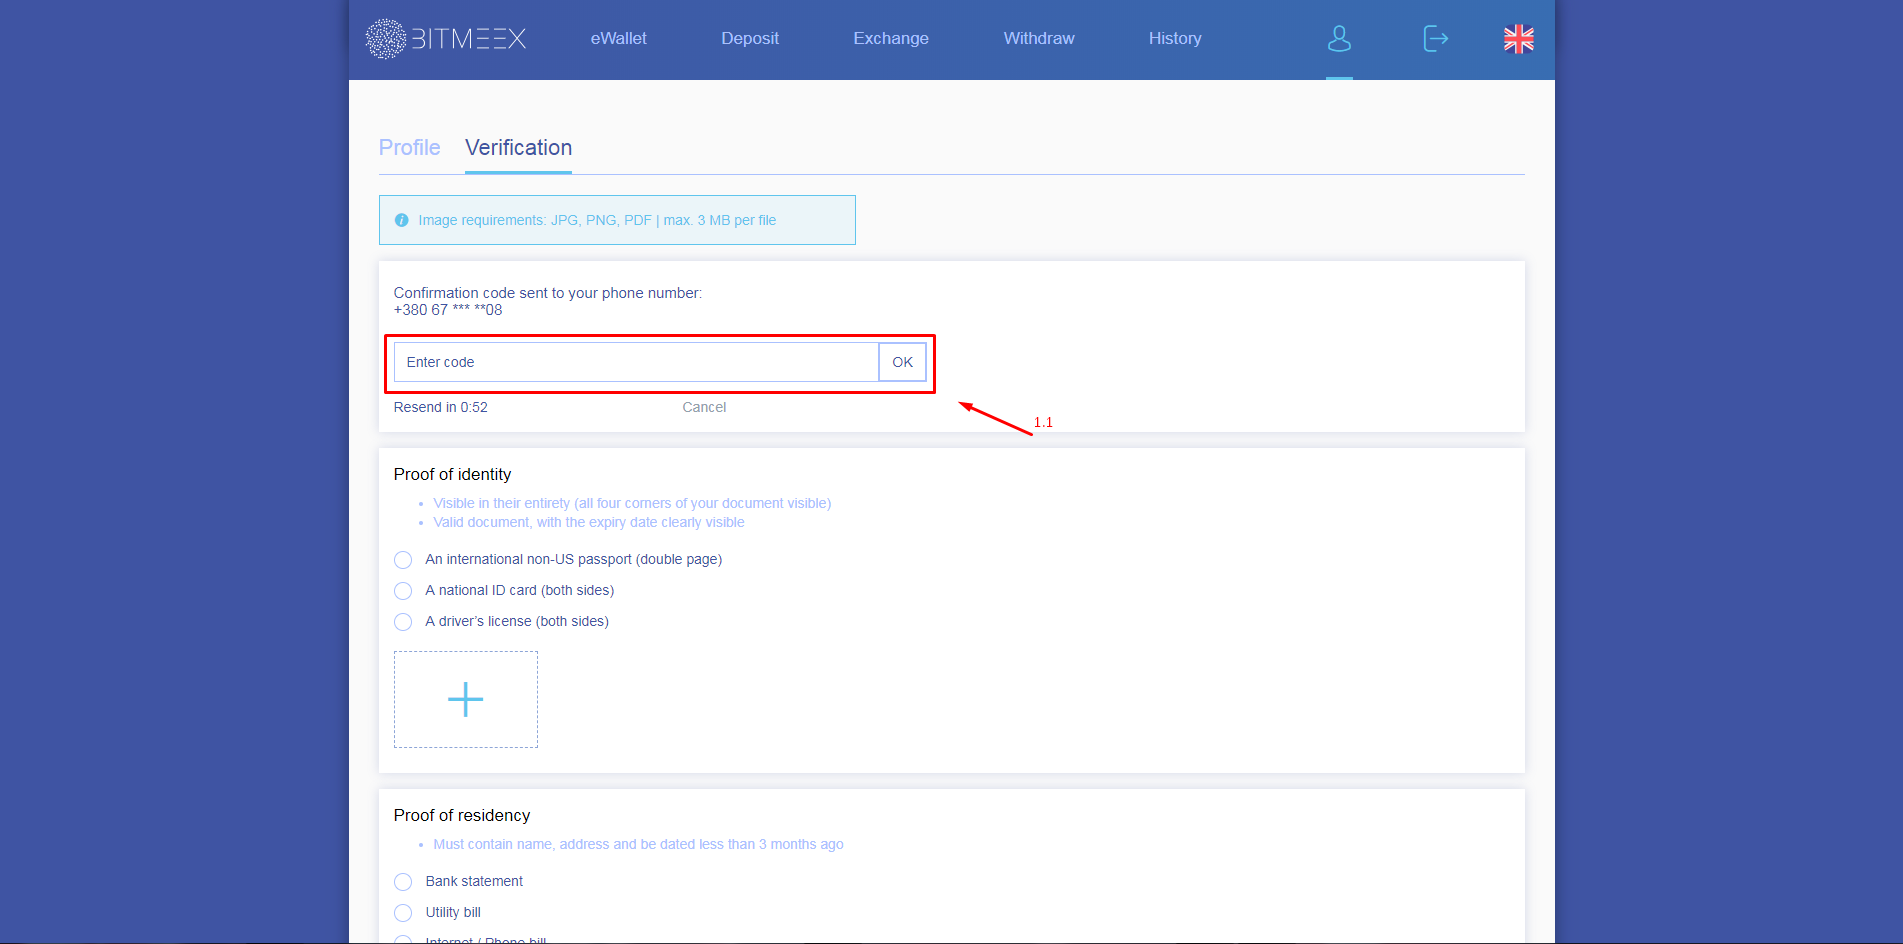 BITMEEX
eWallet
Deposit
Exchange
Withdraw
History
Profile
Verification
Image requirements: JPG, PNG, PDF | max. 3 MB per file
Confirmation code sent to your phone number:
+380 67 *** **08
Enter code
OK
Resend in 0:52
Cancel
1.1
Proof of identity
• Visible in their entirety (all four corners of your document visible)
• Valid document, with the expiry date clearly visible
An international non-US passport (double page)
A national ID card (both sides)
A driver’s license (both sides)
Proof of residency
• Must contain name, address and be dated less than 3 months ago
Bank statement
Utility bill
Internet / Phone bill